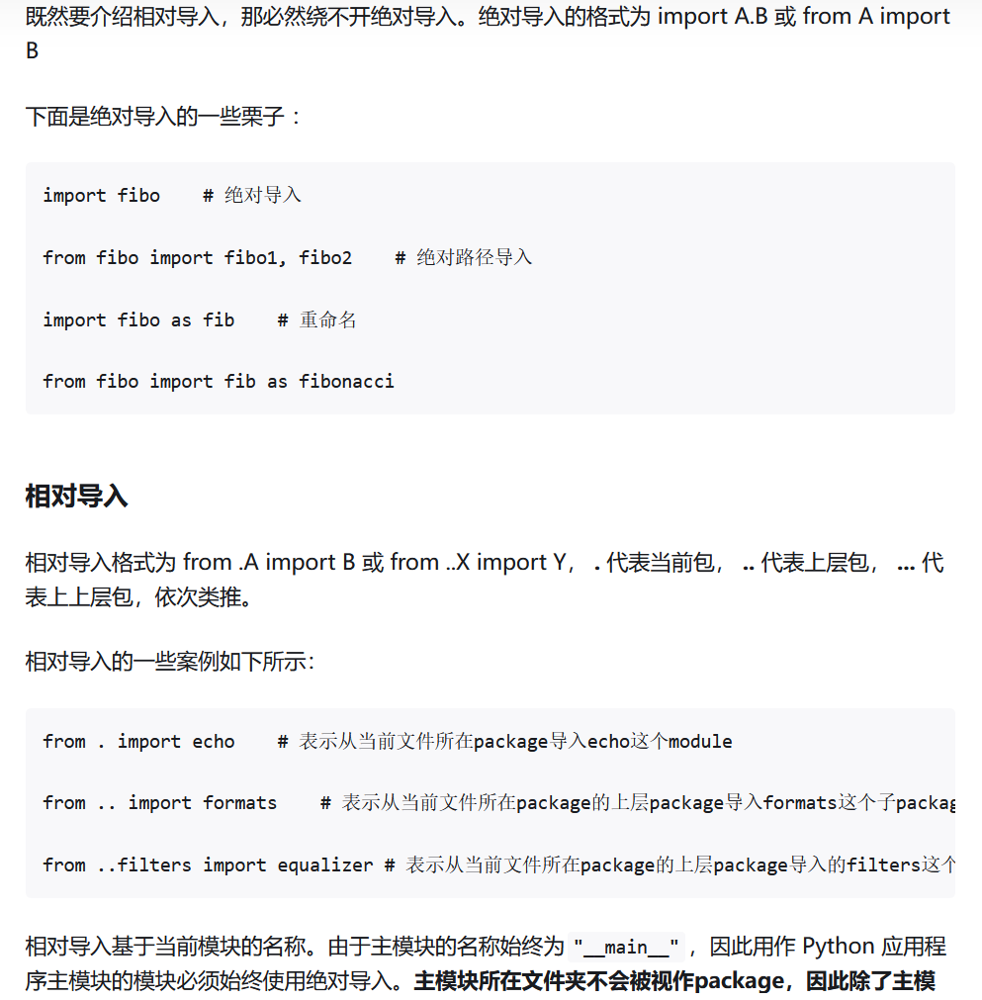 既然要介绍相对导入，那必然绕不开绝对导入。绝对导入的格式为 import A.B 或 from A import
B
下面是绝对导入的一些栗子：
import fibo    # 绝对导入
from fibo import fibo1, fibo2    # 绝对路径导入
import fibo as fib    # 重命名
from fibo import fib as fibonacci
相对导入
相对导入格式为 from .A import B 或 from ..X import Y， . 代表当前包， .. 代表上层包， ... 代
表上上层包，依次类推。
相对导入的一些案例如下所示：
from . import echo    # 表示从当前文件所在package导入echo这个module
from .. import formats    # 表示从当前文件所在package的上层package导入formats这个子packag
from ..filters import equalizer # 表示从当前文件所在package的上层package导入的filters这个
相对导入基于当前模块的名称。由于主模块的名称始终为 "__main__" ，因此用作 Python 应用程
序主模块的模块必须始终使用绝对导入。主模块所在文件夹不会被视作package，因此除了主模